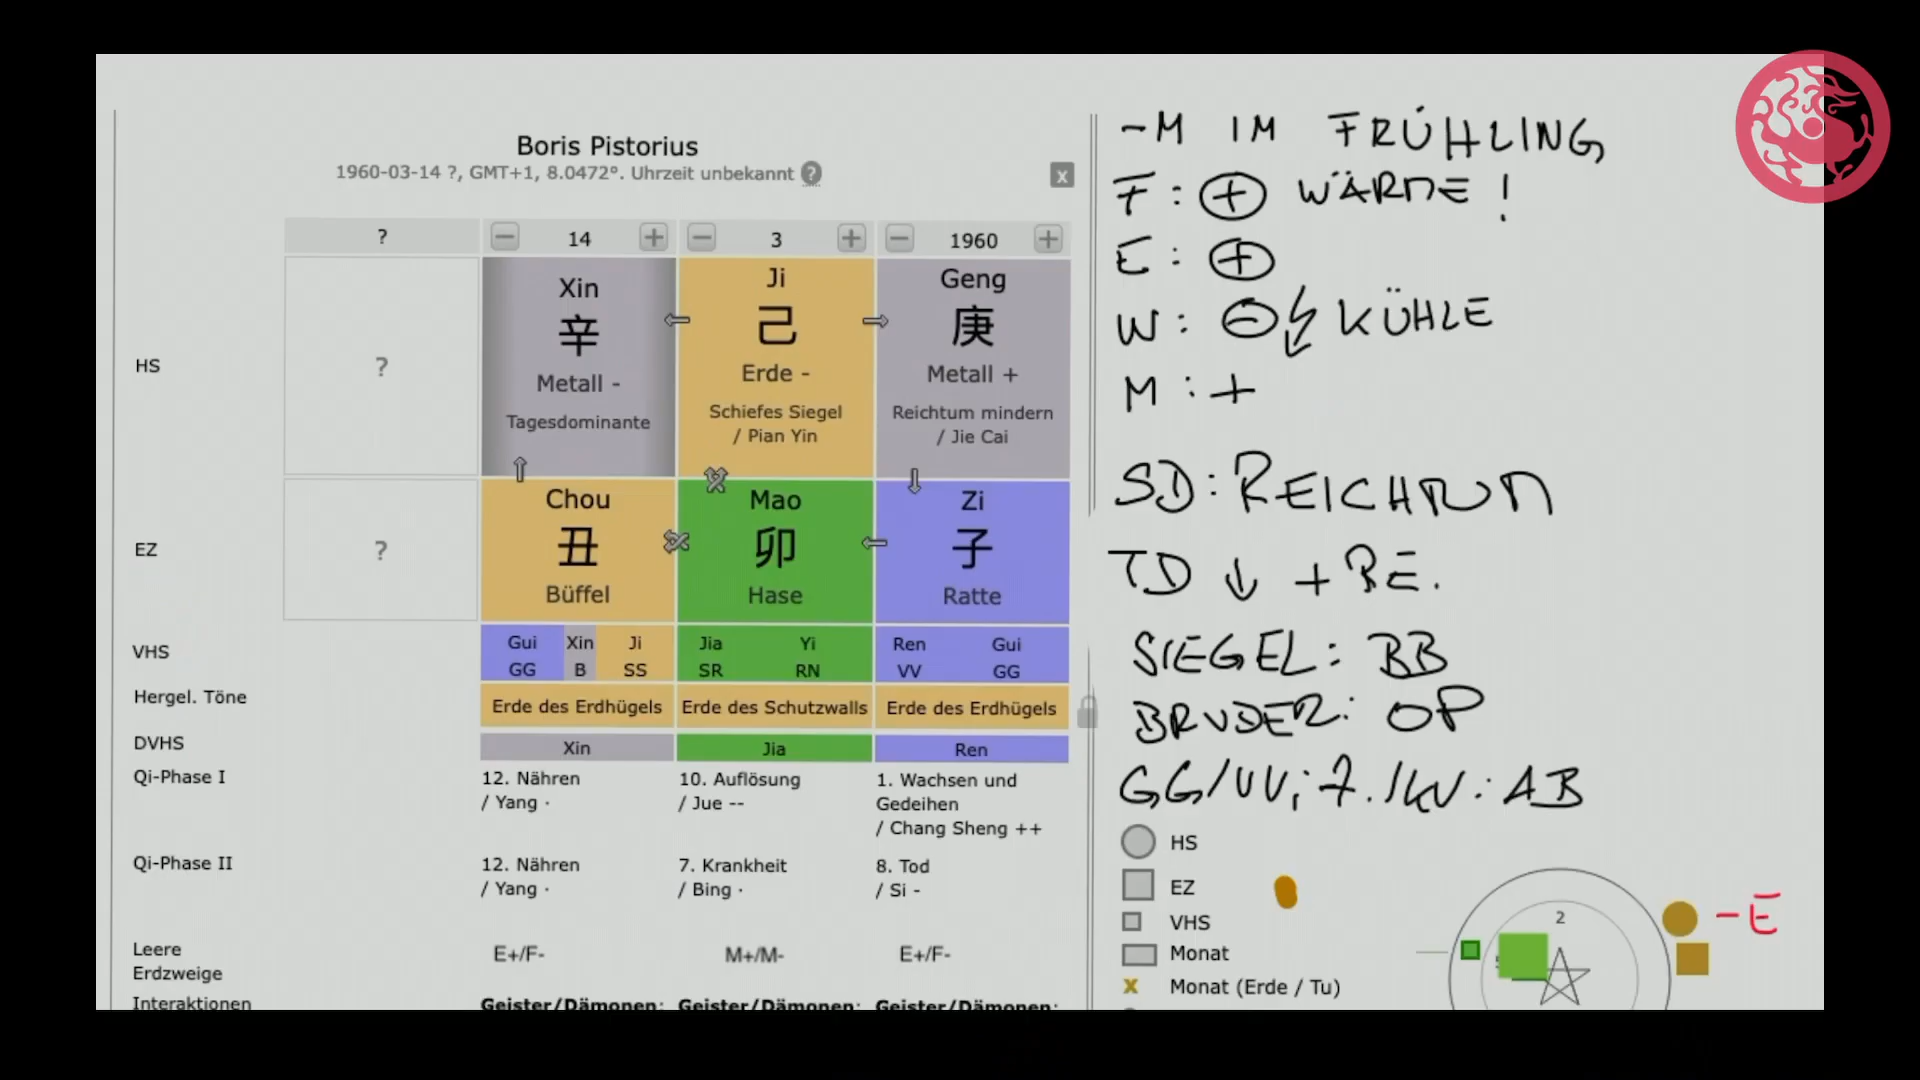 Boris Pistorius
1960-03-14 ?, GMT+1, 8.0472°. Uhrzeit unbekannt ?
x
? − 14 + − 3 + − 1960 +
HS
?
Xin
辛
Metall -
Tagesdominante
Ji
己
Erde -
Schiefes Siegel
/ Pian Yin
Geng
庚
Metall +
Reichtum mindern
/ Jie Cai
EZ
?
Chou
丑
Büffel
Mao
卯
Hase
Zi
子
Ratte
VHS
Gui Xin Ji Jia Yi Ren Gui
GG B SS SR RN VV GG
Hergel. Töne Erde des Erdhügels Erde des Schutzwalls Erde des Erdhügels
DVHS Xin Jia Ren
Qi-Phase I
12. Nähren
/ Yang ·
10. Auflösung
/ Jue --
1. Wachsen und
Gedeihen
/ Chang Sheng ++
Qi-Phase II
12. Nähren
/ Yang ·
7. Krankheit
/ Bing ·
8. Tod
/ Si -
Leere
Erdzweige
E+/F- M+/M- E+/F-
Interaktionen Geister/Dämonen: Geister/Dämonen: Geister/Dämonen:
-M IM FRÜHLING
F: + WÄRME!
E: +
W: - KÜHLE
M: +
SD: REICHTUM
TD ↓ + RE.
SIEGEL: BB
BRUDER: OP
GG/VV; 7./KV: AB
HS
EZ
VHS
Monat
x Monat (Erde / Tu)
2
-E